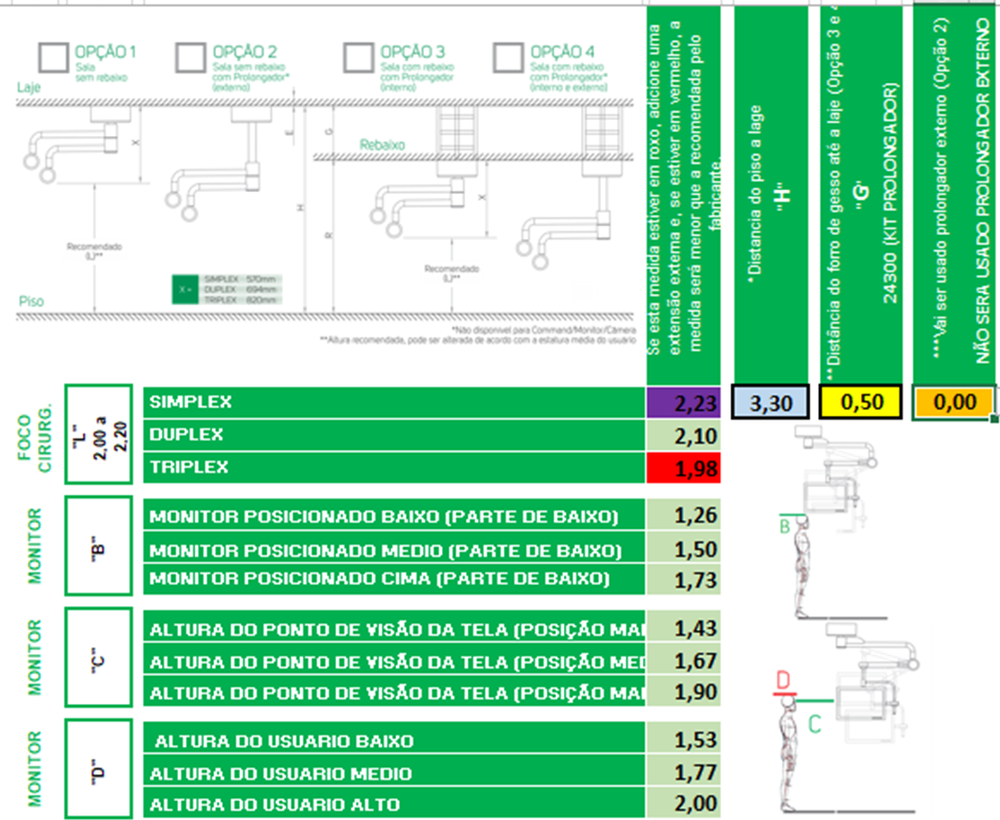 OPÇÃO 1
Sala
sem rebaixo
OPÇÃO 2
Sala sem rebaixo
com Prolongador*
(externo)
OPÇÃO 3
Sala com rebaixo
com Prolongador
(interno)
OPÇÃO 4
Sala com rebaixo
com Prolongador*
(interno e externo)
Laje
X
E
H
G
R
Rebaixo
X
Recomendado
(L)**
Recomendado
(L)**
X =
SIMPLEX 570mm
DUPLEX 694mm
TRIPLEX 820mm
Piso
*Não disponível para Command/Monitor/Câmera
**Altura recomendada, pode ser alterada de acordo com a estatura média do usuário
Se esta medida estiver em roxo, adicione uma
extensão externa e, se estiver em vermelho, a
medida será menor que a recomendada pelo
fabricante.
*Distancia do piso a lage
"H"
**Distância do forro de gesso até a laje (Opção 3 e 4
"G"
24300 (KIT PROLONGADOR)
***Vai ser usado prolongador externo (Opção 2)
NÃO SERA USADO PROLONGADOR EXTERNO
FOCO
CIRURG.
"L"
2,00 a
2,20
SIMPLEX 2,23 3,30 0,50 0,00
DUPLEX 2,10
TRIPLEX 1,98
MONITOR
"B"
MONITOR POSICIONADO BAIXO (PARTE DE BAIXO) 1,26
MONITOR POSICIONADO MEDIO (PARTE DE BAIXO) 1,50
MONITOR POSICIONADO CIMA (PARTE DE BAIXO) 1,73
B
MONITOR
"C"
ALTURA DO PONTO DE VISÃO DA TELA (POSIÇÃO MAI 1,43
ALTURA DO PONTO DE VISÃO DA TELA (POSIÇÃO MED 1,67
ALTURA DO PONTO DE VISÃO DA TELA (POSIÇÃO MAI 1,90
D
C
MONITOR
"D"
ALTURA DO USUARIO BAIXO 1,53
ALTURA DO USUARIO MEDIO 1,77
ALTURA DO USUARIO ALTO 2,00